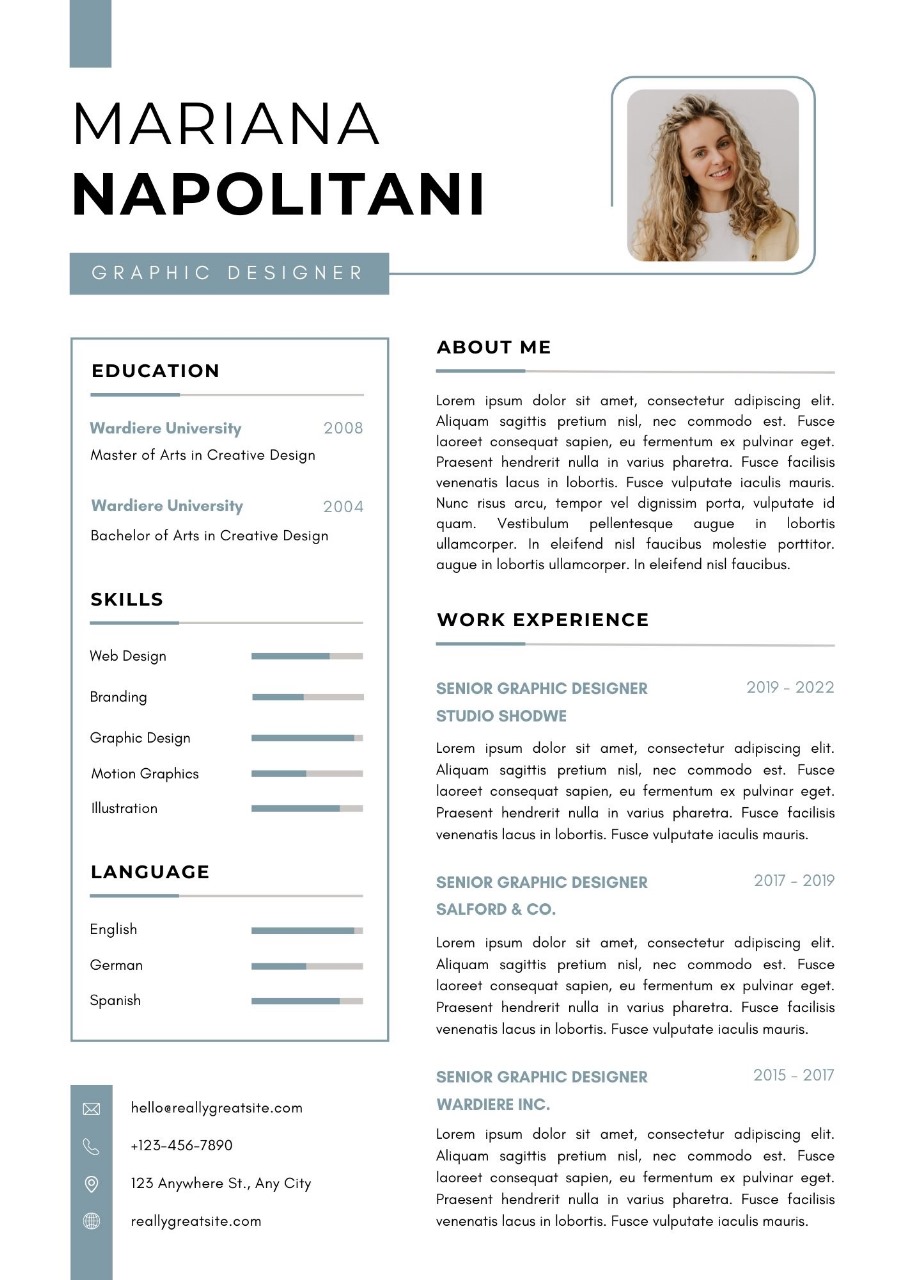 MARIANA
NAPOLITANI
GRAPHIC DESIGNER
EDUCATION
Wardiere University 2008
Master of Arts in Creative Design
Wardiere University 2004
Bachelor of Arts in Creative Design
SKILLS
Web Design
Branding
Graphic Design
Motion Graphics
Illustration
LANGUAGE
English
German
Spanish
hello@reallygreatsite.com
+123-456-7890
123 Anywhere St., Any City
reallygreatsite.com
ABOUT ME
Lorem ipsum dolor sit amet, consectetur adipiscing elit.
Aliquam sagittis pretium nisl, nec commodo est. Fusce
laoreet consequat sapien, eu fermentum ex pulvinar eget.
Praesent hendrerit nulla in varius pharetra. Fusce facilisis
venenatis lacus in lobortis. Fusce vulputate iaculis mauris.
Nunc risus arcu, tempor vel dignissim porta, vulputate id
quam. Vestibulum pellentesque augue in lobortis
ullamcorper. In eleifend nisl faucibus molestie porttitor.
augue in lobortis ullamcorper. In eleifend nisl faucibus.
WORK EXPERIENCE
SENIOR GRAPHIC DESIGNER 2019 - 2022
STUDIO SHODWE
Lorem ipsum dolor sit amet, consectetur adipiscing elit.
Aliquam sagittis pretium nisl, nec commodo est. Fusce
laoreet consequat sapien, eu fermentum ex pulvinar eget.
Praesent hendrerit nulla in varius pharetra. Fusce facilisis
venenatis lacus in lobortis. Fusce vulputate iaculis mauris.
SENIOR GRAPHIC DESIGNER 2017 - 2019
SALFORD & CO.
Lorem ipsum dolor sit amet, consectetur adipiscing elit.
Aliquam sagittis pretium nisl, nec commodo est. Fusce
laoreet consequat sapien, eu fermentum ex pulvinar eget.
Praesent hendrerit nulla in varius pharetra. Fusce facilisis
venenatis lacus in lobortis. Fusce vulputate iaculis mauris.
SENIOR GRAPHIC DESIGNER 2015 - 2017
WARDIERE INC.
Lorem ipsum dolor sit amet, consectetur adipiscing elit.
Aliquam sagittis pretium nisl, nec commodo est. Fusce
laoreet consequat sapien, eu fermentum ex pulvinar eget.
Praesent hendrerit nulla in varius pharetra. Fusce facilisis
venenatis lacus in lobortis. Fusce vulputate iaculis mauris.